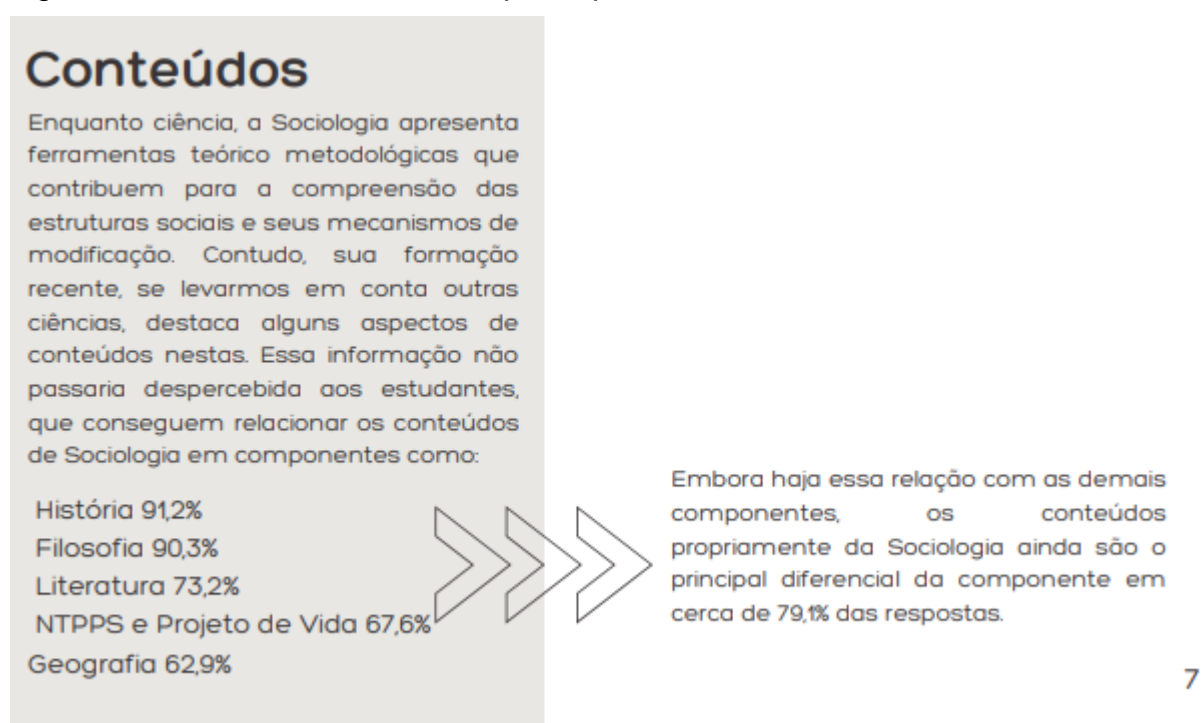 Conteúdos
Enquanto ciência, a Sociologia apresenta
ferramentas teórico metodológicas que
contribuem para a compreensão das
estruturas sociais e seus mecanismos de
modificação. Contudo, sua formação
recente, se levarmos em conta outras
ciências, destaca alguns aspectos de
conteúdos nestas. Essa informação não
passaria despercebida aos estudantes,
que conseguem relacionar os conteúdos
de Sociologia em componentes como:
História 91,2%
Filosofia 90,3%
Literatura 73,2%
NTPPS e Projeto de Vida 67,6%
Geografia 62,9%
Embora haja essa relação com as demais
componentes, os conteúdos
propriamente da Sociologia ainda são o
principal diferencial da componente em
cerca de 79,1% das respostas.
7